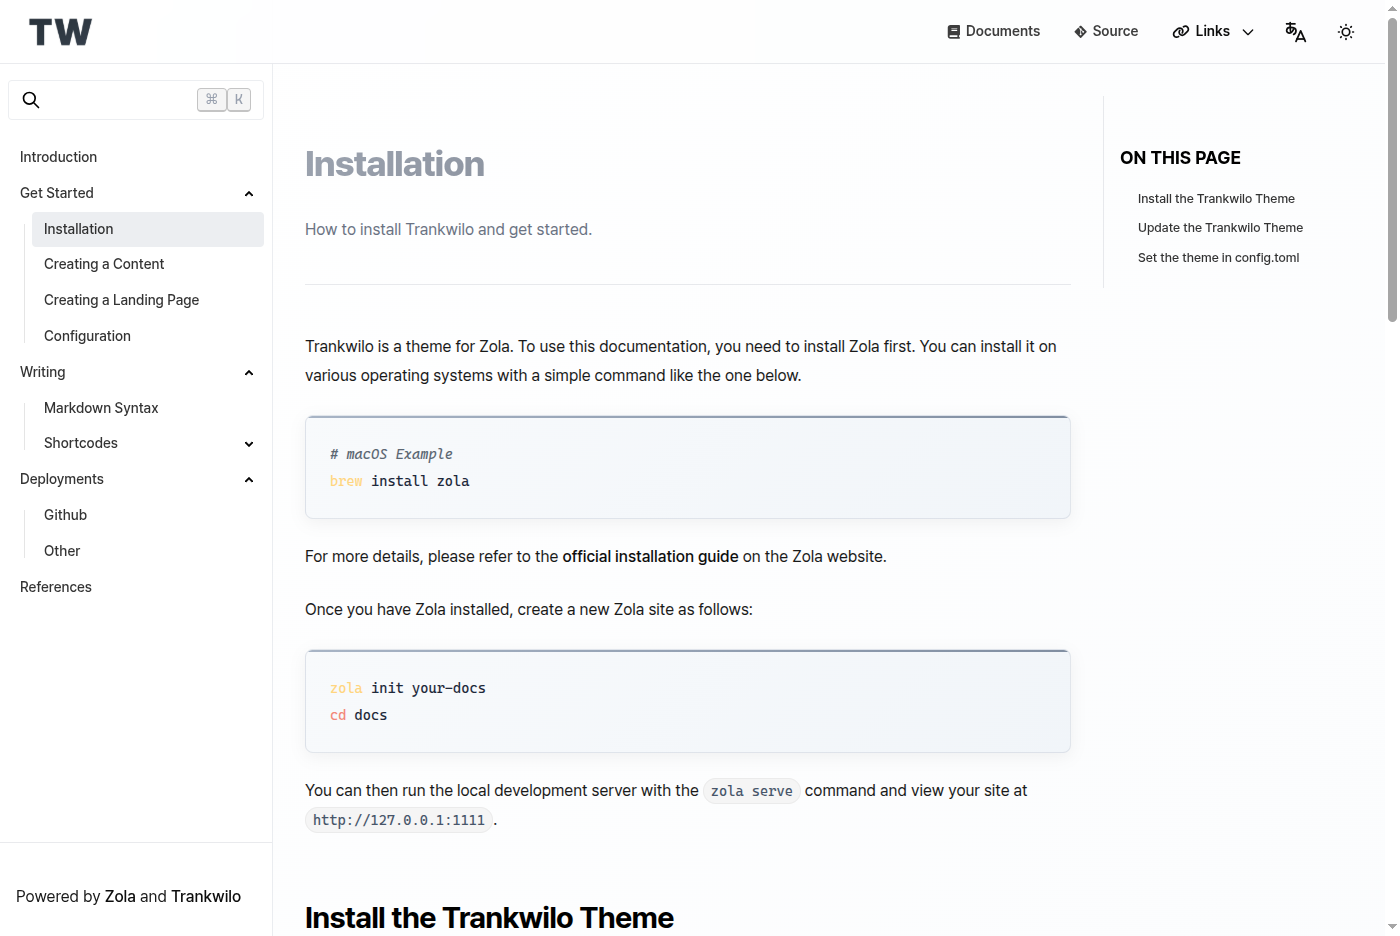 TW
Documents
Source
Links
あA
⌘ K
Introduction
Get Started
Installation
Creating a Content
Creating a Landing Page
Configuration
Writing
Markdown Syntax
Shortcodes
Deployments
Github
Other
References
Powered by Zola and Trankwilo
Installation
How to install Trankwilo and get started.
Trankwilo is a theme for Zola. To use this documentation, you need to install Zola first. You can install it on
various operating systems with a simple command like the one below.
# macOS Example
brew install zola
For more details, please refer to the official installation guide on the Zola website.
Once you have Zola installed, create a new Zola site as follows:
zola init your-docs
cd docs
You can then run the local development server with the zola serve command and view your site at
http://127.0.0.1:1111 .
Install the Trankwilo Theme
ON THIS PAGE
Install the Trankwilo Theme
Update the Trankwilo Theme
Set the theme in config.toml